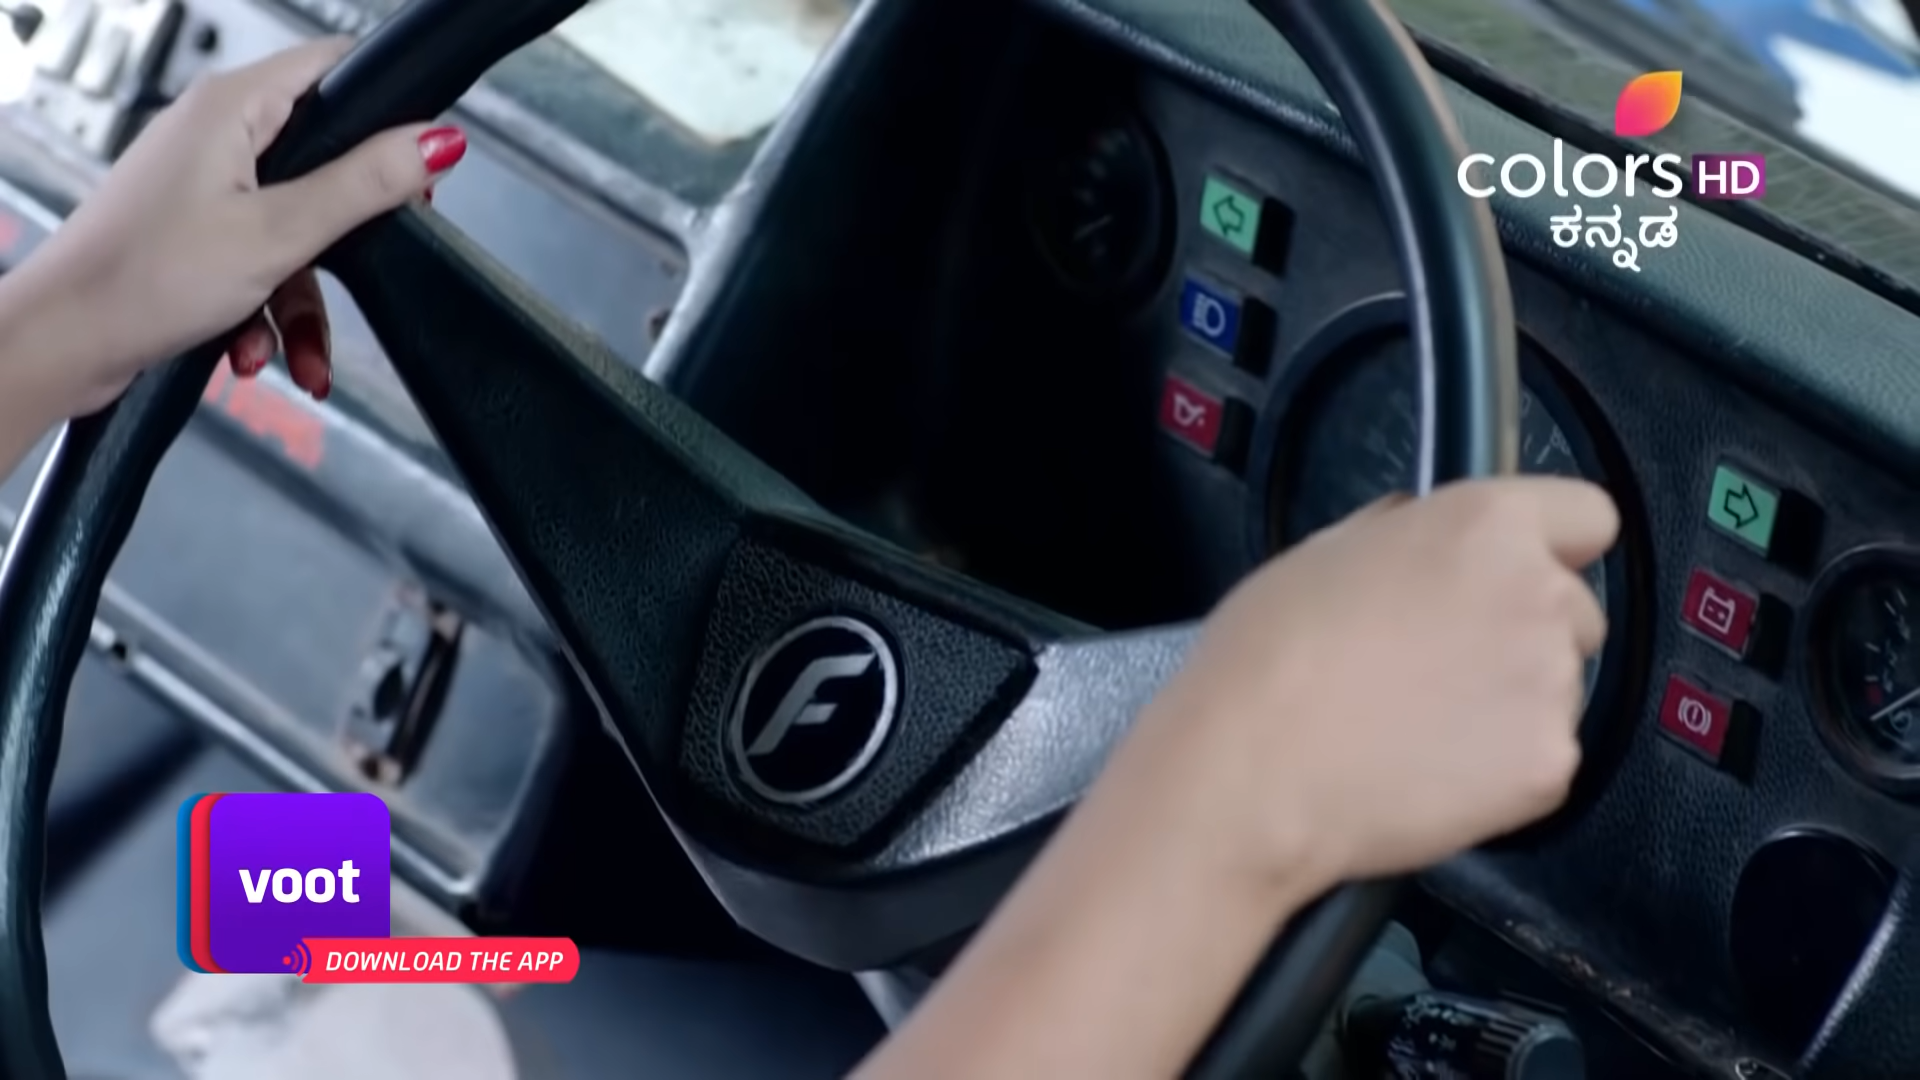 colors HD
ಕನ್ನಡ
F
voot
DOWNLOAD THE APP